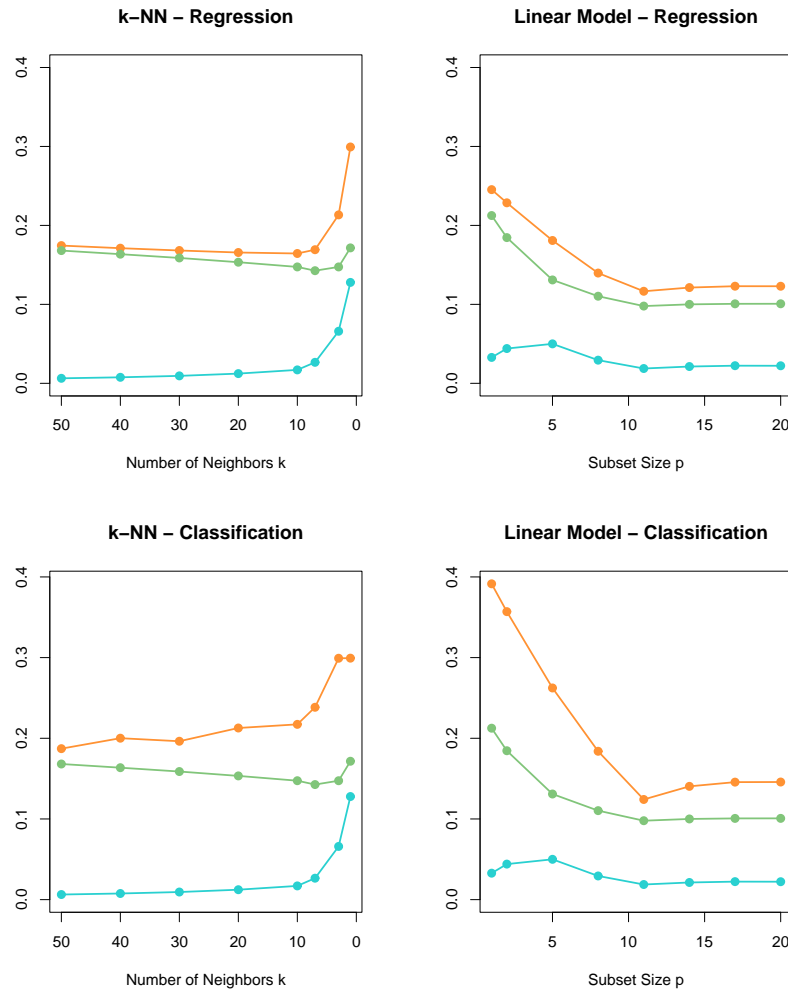 k−NN − Regression
0.4
0.3
0.2
0.1
0.0
50 40 30 20 10 0
Number of Neighbors k
Linear Model − Regression
0.4
0.3
0.2
0.1
0.0
5 10 15 20
Subset Size p
k−NN − Classification
0.4
0.3
0.2
0.1
0.0
50 40 30 20 10 0
Number of Neighbors k
Linear Model − Classification
0.4
0.3
0.2
0.1
0.0
5 10 15 20
Subset Size p